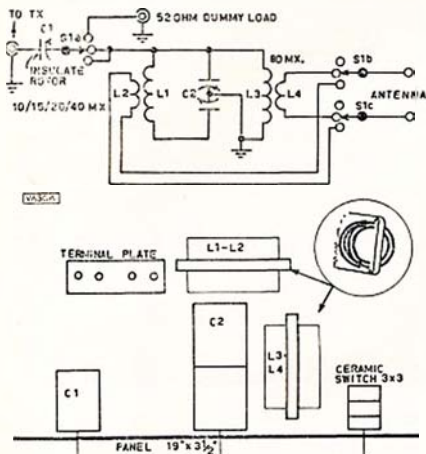 TO TX
C1
S1a
52 OHM DUMMY LOAD
INSULATE
ROTOR
10/15/20/40 MX
L2
L1
C2
L3
80 MX.
L4
S1b
S1c
ANTENNA
TERMINAL PLATE
L1-L2
C2
L3-
L4
C1
CERAMIC
SWITCH 3x3
PANEL 19"x 3½"